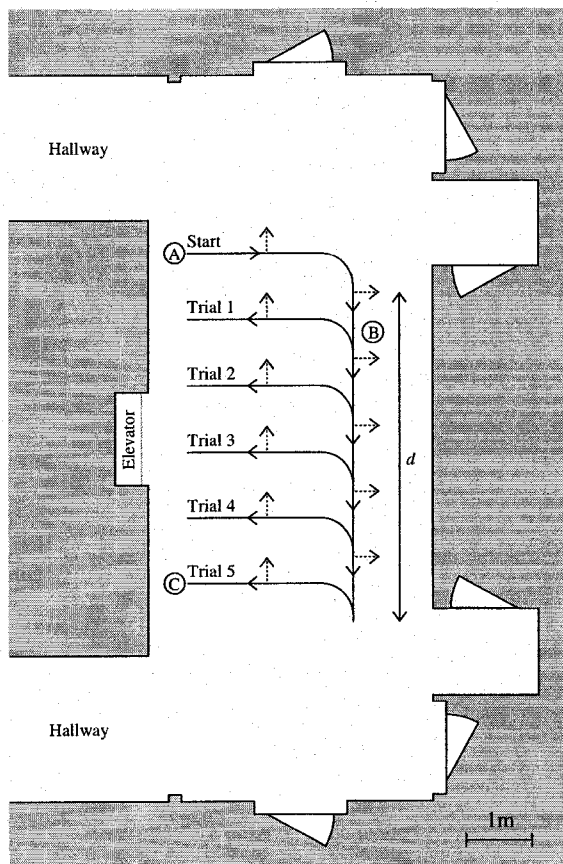 Hallway
A Start
Trial 1
B
Trial 2
Elevator
Trial 3
d
Trial 4
C Trial 5
Hallway
1m